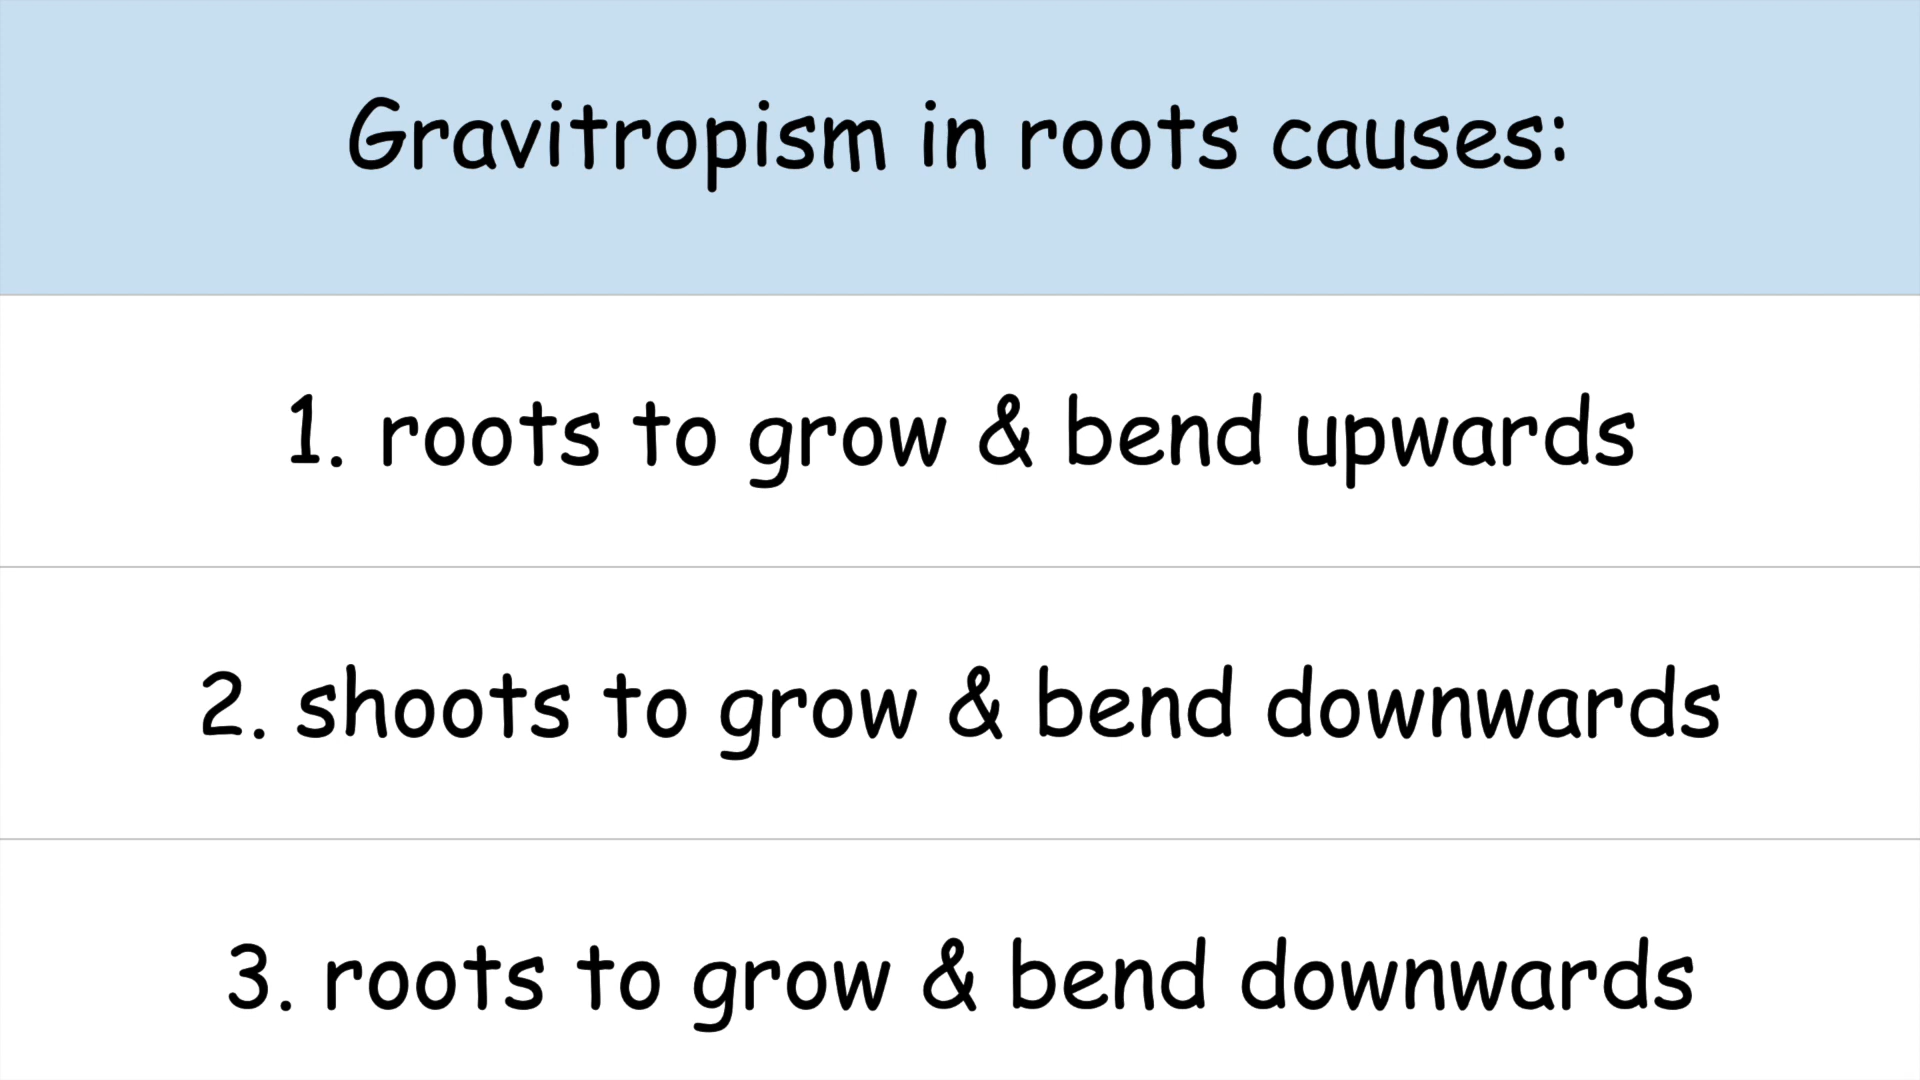 Gravitropism in roots causes:
1. roots to grow & bend upwards
2. shoots to grow & bend downwards
3. roots to grow & bend downwards